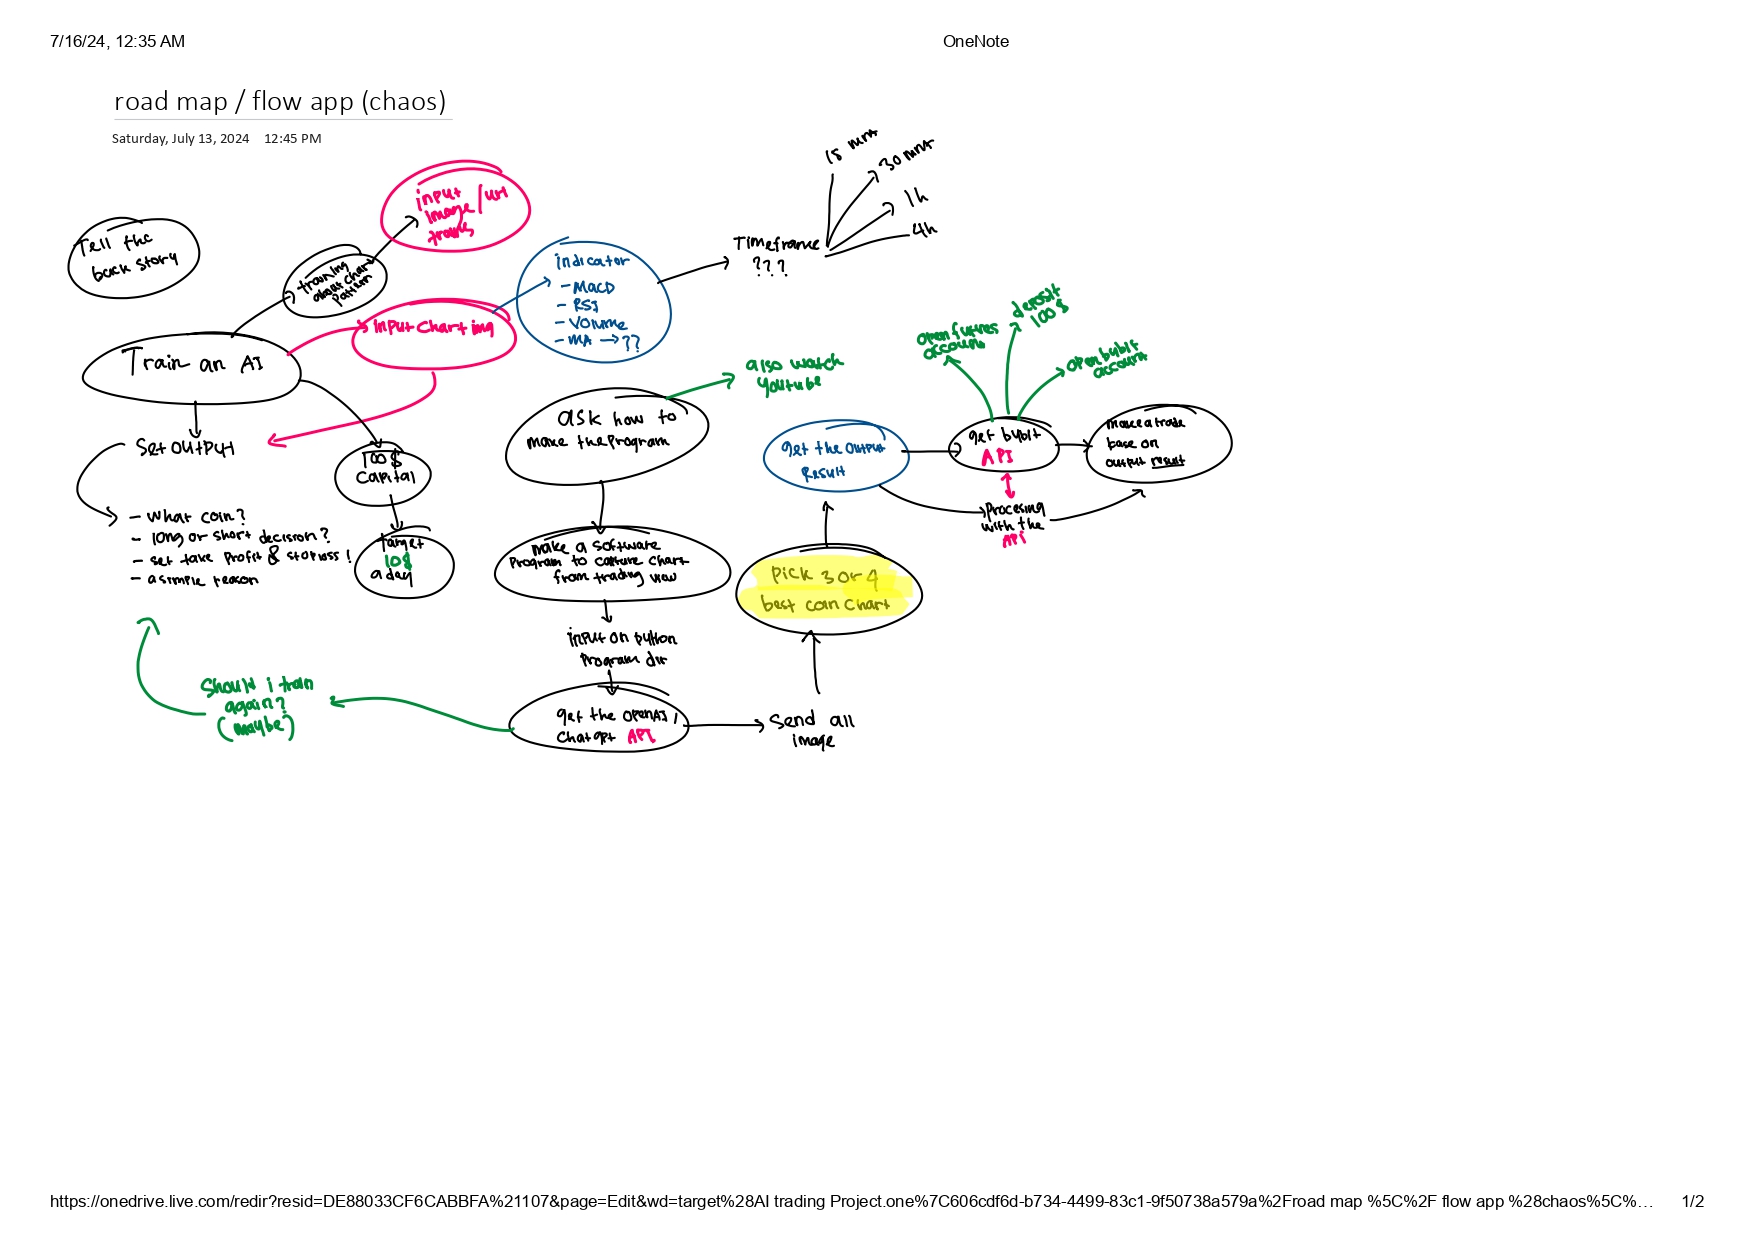 7/16/24, 12:35 AM
OneNote
road map / flow app (chaos)
Saturday, July 13, 2024 12:45 PM
Tell the
back story
training
about chart
pattern
input
image/url
Train an AI
input charting
indicator
- MACD
- RSI
- VOLUME
- MA → ??
Timeframe
???
15 mnt
30 mnt
1h
4h
Set OUTPUT
- What coin?
- long or short decision?
- set take profit & stoploss!
- a simple reason
100$
Capital
target
10$
a day
ask how to
make the program
also watch
youtube
make a software
program to capture chart
from trading view
input on python
program dir
get the OPENAI /
Chatgpt API
Should i train
again?
(maybe)
Send all
image
pick 3 or 4
best coin chart
get the output
Result
get bybit
API
open futures
account
deposit
100$
open bybit
account
Procesing
with the
API
make a trade
base on
output result
https://onedrive.live.com/redir?resid=DE88033CF6CABBFA%21107&page=Edit&wd=target%28AI trading Project.one%7C606cdf6d-b734-4499-83c1-9f50738a579a%2Froad map %5C%2F flow app %28chaos%5C%…
1/2